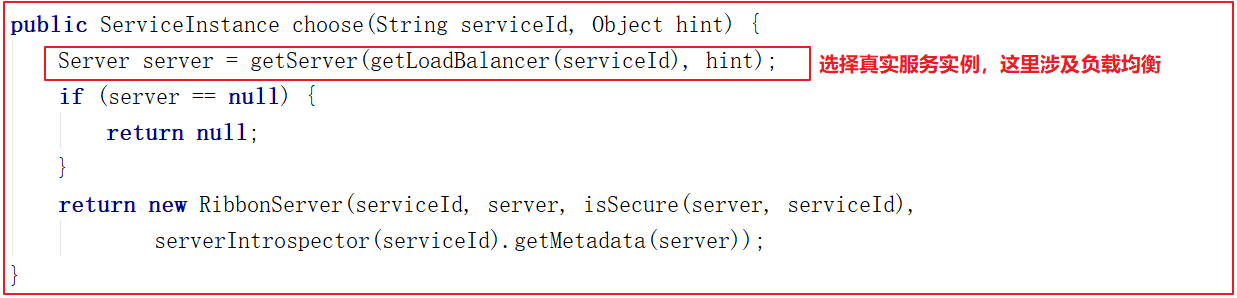 public ServiceInstance choose(String serviceId, Object hint) {
Server server = getServer(getLoadBalancer(serviceId), hint);
选择真实服务实例，这里涉及负载均衡
if (server == null) {
return null;
}
return new RibbonServer(serviceId, server, isSecure(server, serviceId),
serverIntrospector(serviceId).getMetadata(server));
}